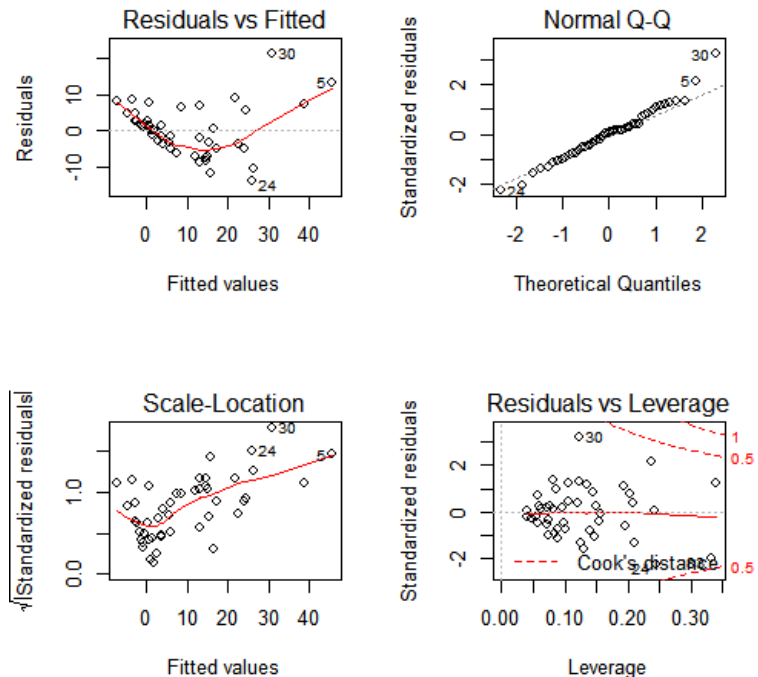 Residuals vs Fitted
Residuals
10
0
-10
30
5
24
0 10 20 30 40
Fitted values
Normal Q-Q
Standardized residuals
2
0
-2
30
5
24
-2 -1 0 1 2
Theoretical Quantiles
Scale-Location
√|Standardized residuals|
1.0
0.0
30
24
5
0 10 20 30 40
Fitted values
Residuals vs Leverage
Standardized residuals
2
0
-2
30
1
0.5
0.5
24
Cook's distance
0.00 0.10 0.20 0.30
Leverage